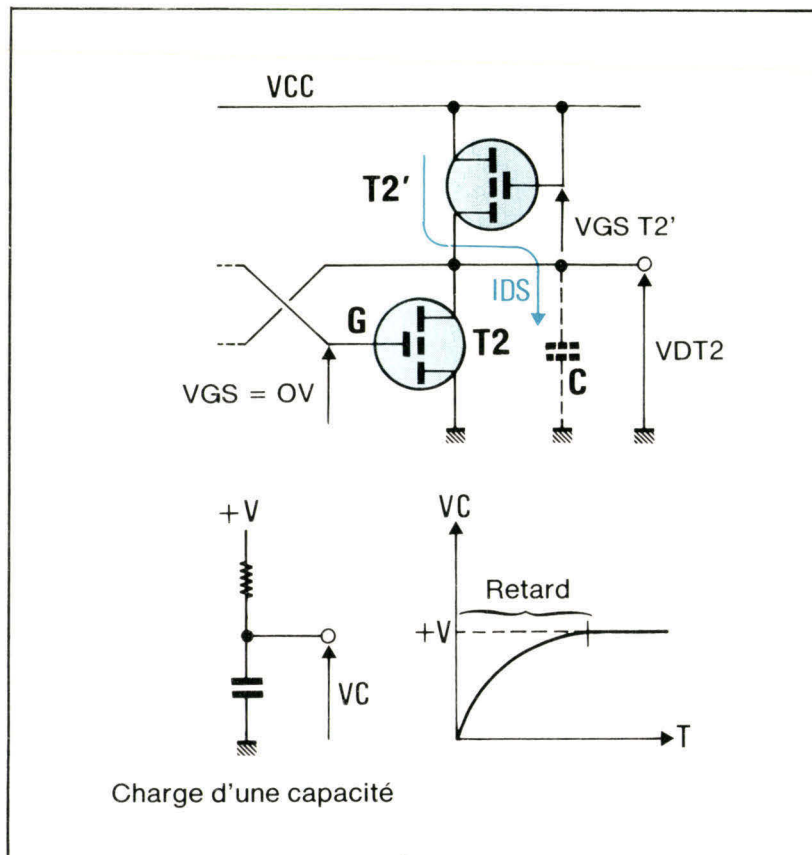 VCC
T2'
VGS T2'
IDS
G
T2
C
VDT2
VGS = OV
+V
VC
VC
Retard
+V
T
Charge d'une capacité